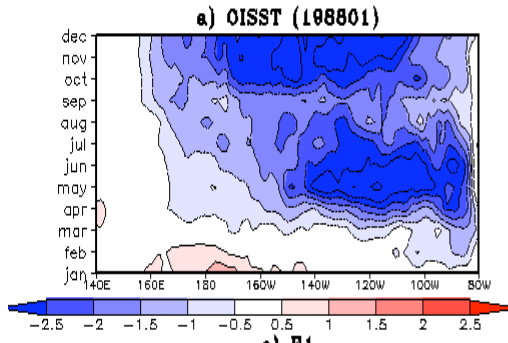 a) OISST (198801)
dec
nov
oct
sep
aug
jul
jun
may
apr
mar
feb
jan
140E 160E 180 160W 140W 120W 100W 80W
-2.5 -2 -1.5 -1 -0.5 0.5 1 1.5 2 2.5